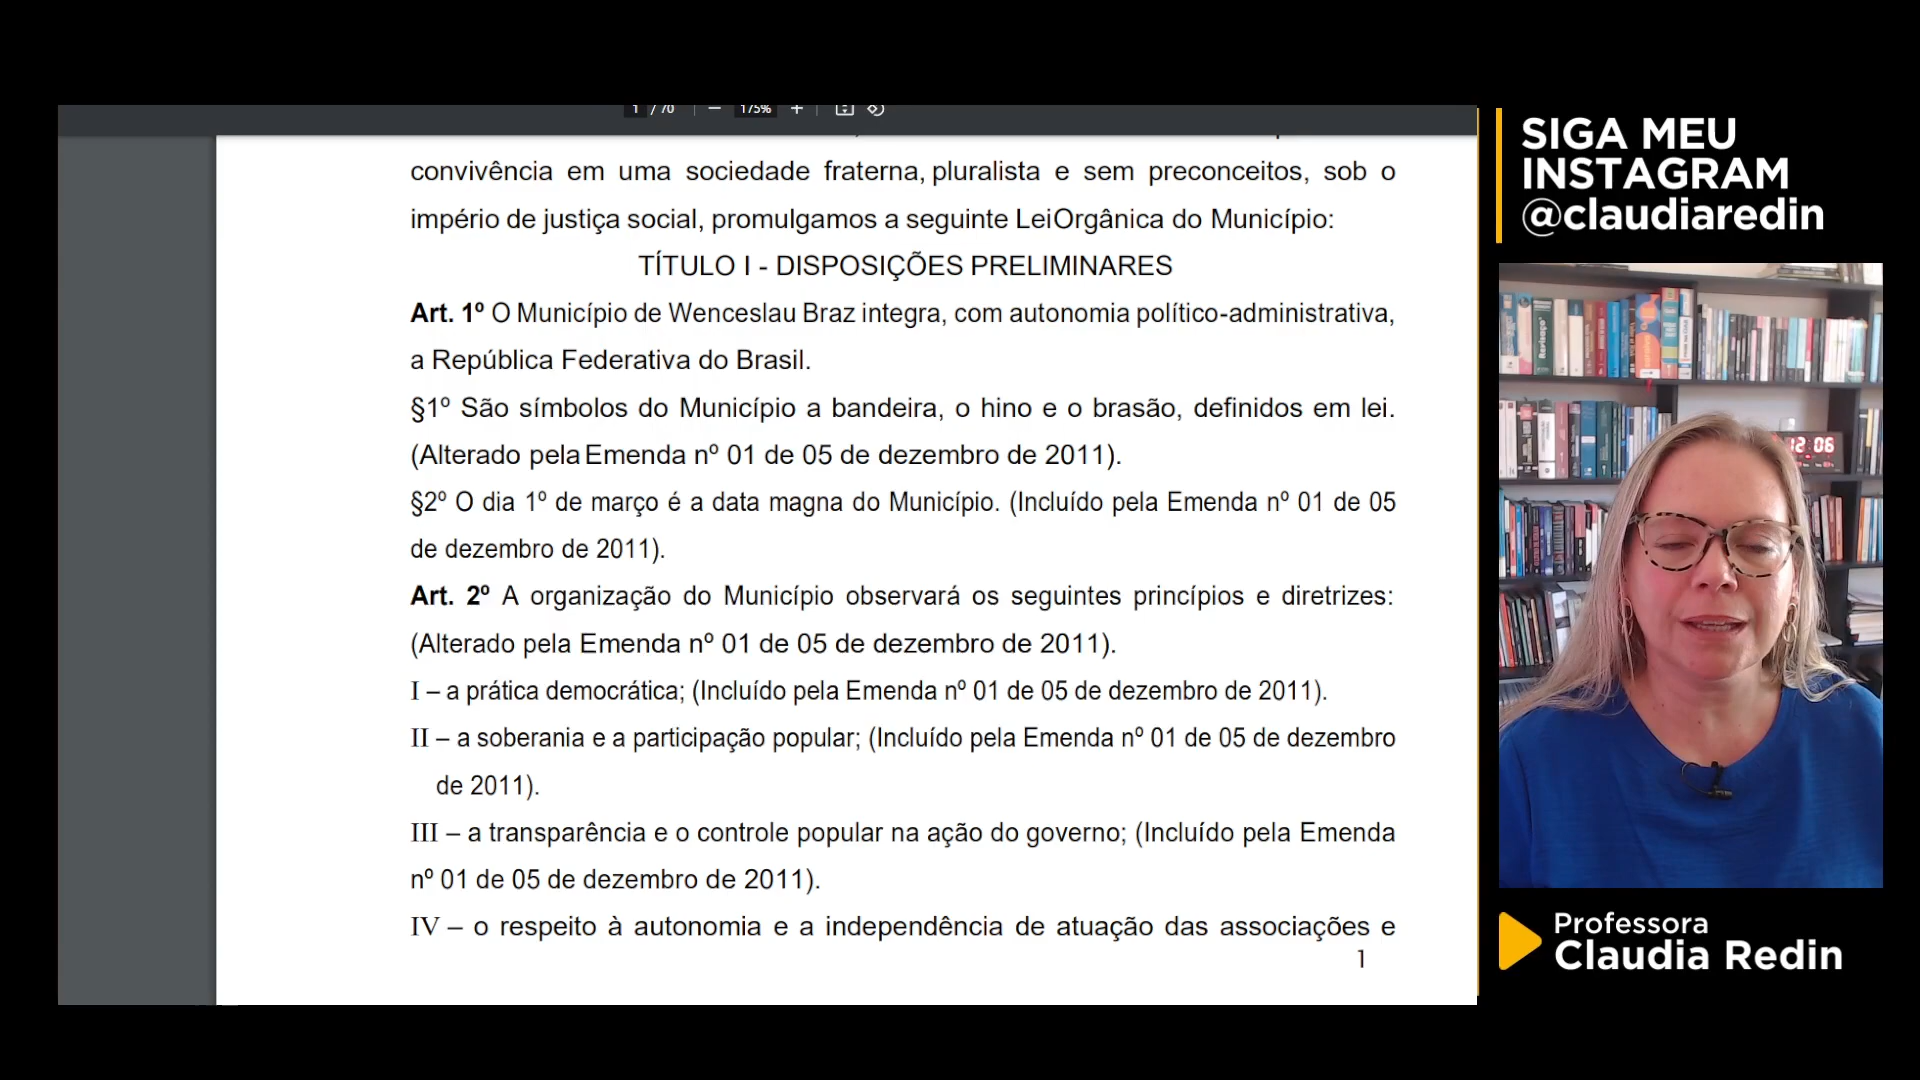 1 / 70 — 175% +
convivência em uma sociedade fraterna, pluralista e sem preconceitos, sob o
império de justiça social, promulgamos a seguinte LeiOrgânica do Município:
TÍTULO I - DISPOSIÇÕES PRELIMINARES
Art. 1º O Município de Wenceslau Braz integra, com autonomia político-administrativa,
a República Federativa do Brasil.
§1º São símbolos do Município a bandeira, o hino e o brasão, definidos em lei.
(Alterado pela Emenda nº 01 de 05 de dezembro de 2011).
§2º O dia 1º de março é a data magna do Município. (Incluído pela Emenda nº 01 de 05
de dezembro de 2011).
Art. 2º A organização do Município observará os seguintes princípios e diretrizes:
(Alterado pela Emenda nº 01 de 05 de dezembro de 2011).
I – a prática democrática; (Incluído pela Emenda nº 01 de 05 de dezembro de 2011).
II – a soberania e a participação popular; (Incluído pela Emenda nº 01 de 05 de dezembro
de 2011).
III – a transparência e o controle popular na ação do governo; (Incluído pela Emenda
nº 01 de 05 de dezembro de 2011).
IV – o respeito à autonomia e a independência de atuação das associações e
1
SIGA MEU
INSTAGRAM
@claudiaredin
Revisaço
12:06
Professora
Claudia Redin